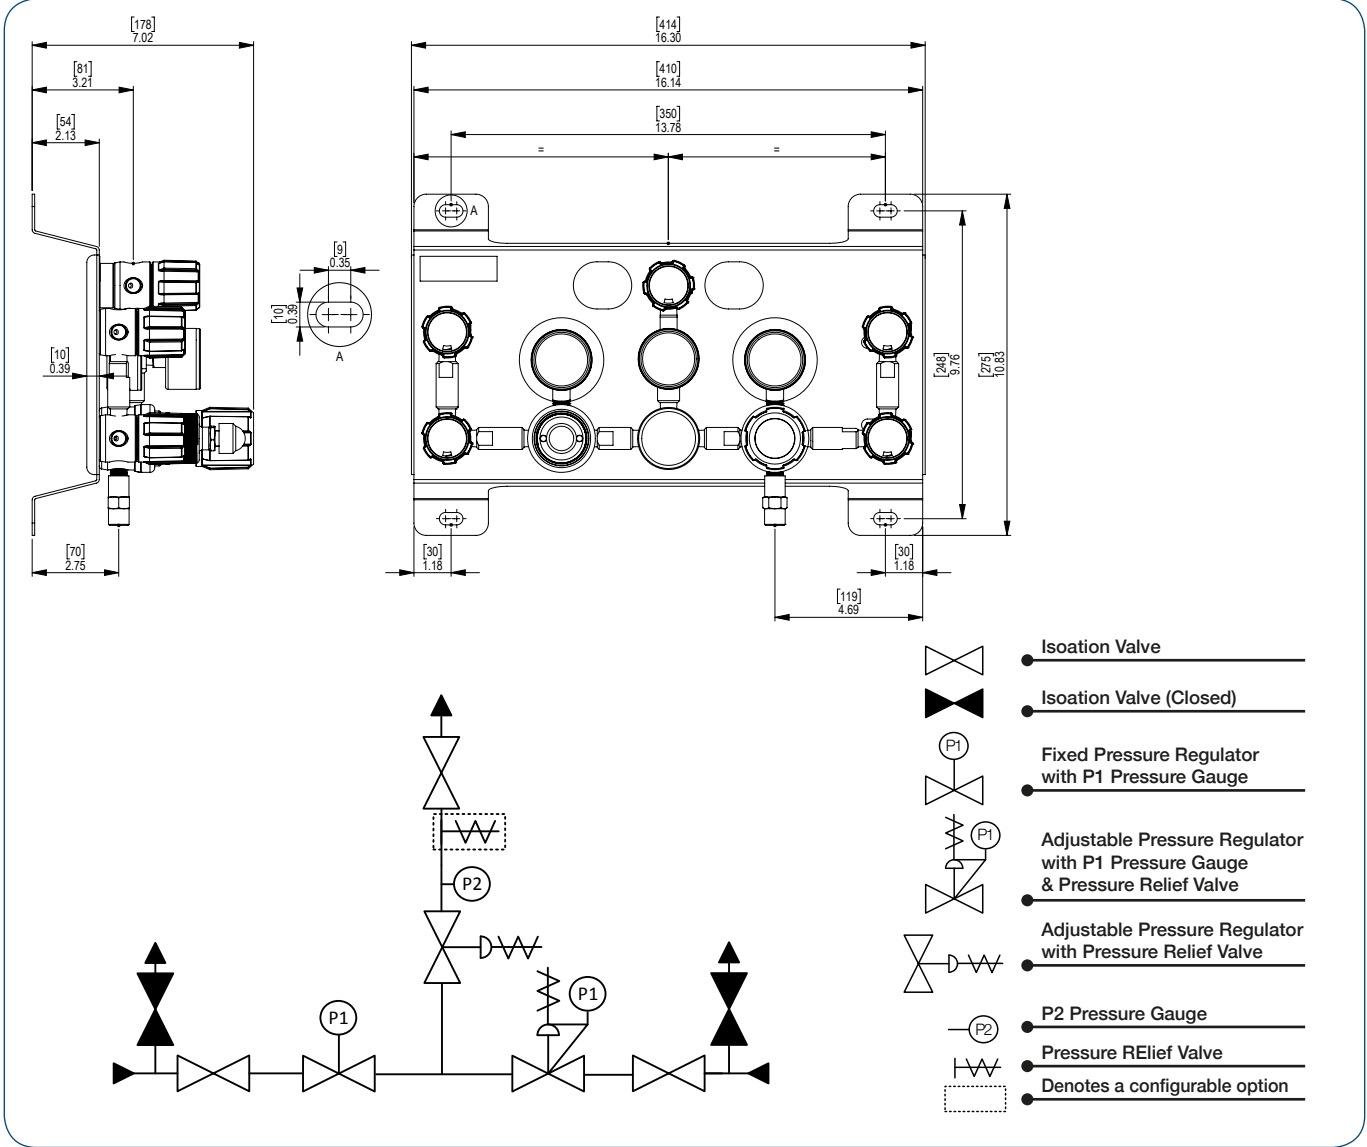 [178]
7.02
[81]
3.21
[54]
2.13
[414]
16.30
[410]
16.14
[350]
13.78
=
=
A
[9]
0.35
[10]
0.39
A
[10]
0.39
[248]
9.76
[275]
10.83
[70]
2.75
[30]
1.18
[30]
1.18
[119]
4.69
Isoation Valve
Isoation Valve (Closed)
P1
Fixed Pressure Regulator
with P1 Pressure Gauge
P1
Adjustable Pressure Regulator
with P1 Pressure Gauge
& Pressure Relief Valve
Adjustable Pressure Regulator
with Pressure Relief Valve
P2
P2 Pressure Gauge
Pressure RElief Valve
Denotes a configurable option
P2
P1
P1